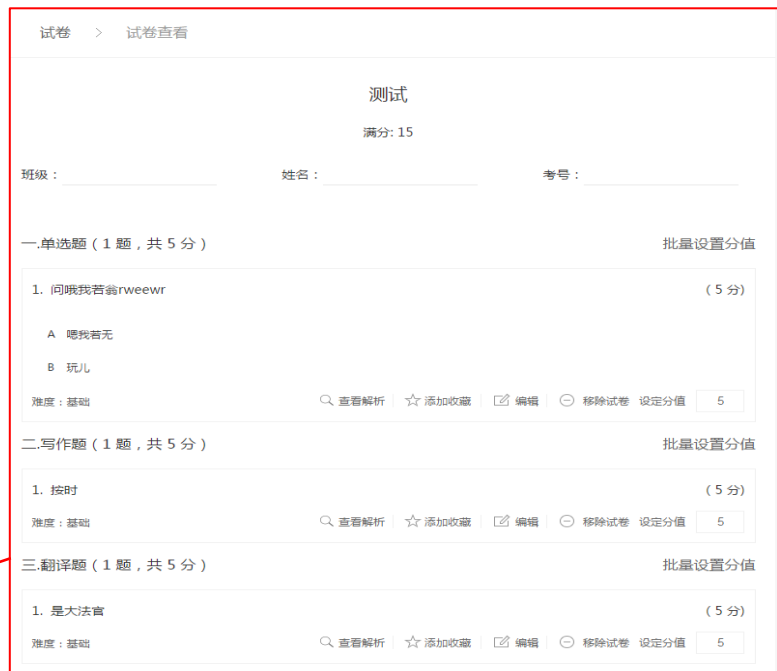 试卷 > 试卷查看
测试
满分: 15
班级： 姓名： 考号：
一.单选题（1 题，共 5 分） 批量设置分值
1. 问哦我若翁rweewr （5 分)
A 嗯我若无
B 玩儿
难度：基础 查看解析 添加收藏 编辑 移除试卷 设定分值 5
二.写作题（1 题，共 5 分） 批量设置分值
1. 按时 （5 分)
难度：基础 查看解析 添加收藏 编辑 移除试卷 设定分值 5
三.翻译题（1 题，共 5 分） 批量设置分值
1. 是大法官 （5 分)
难度：基础 查看解析 添加收藏 编辑 移除试卷 设定分值 5